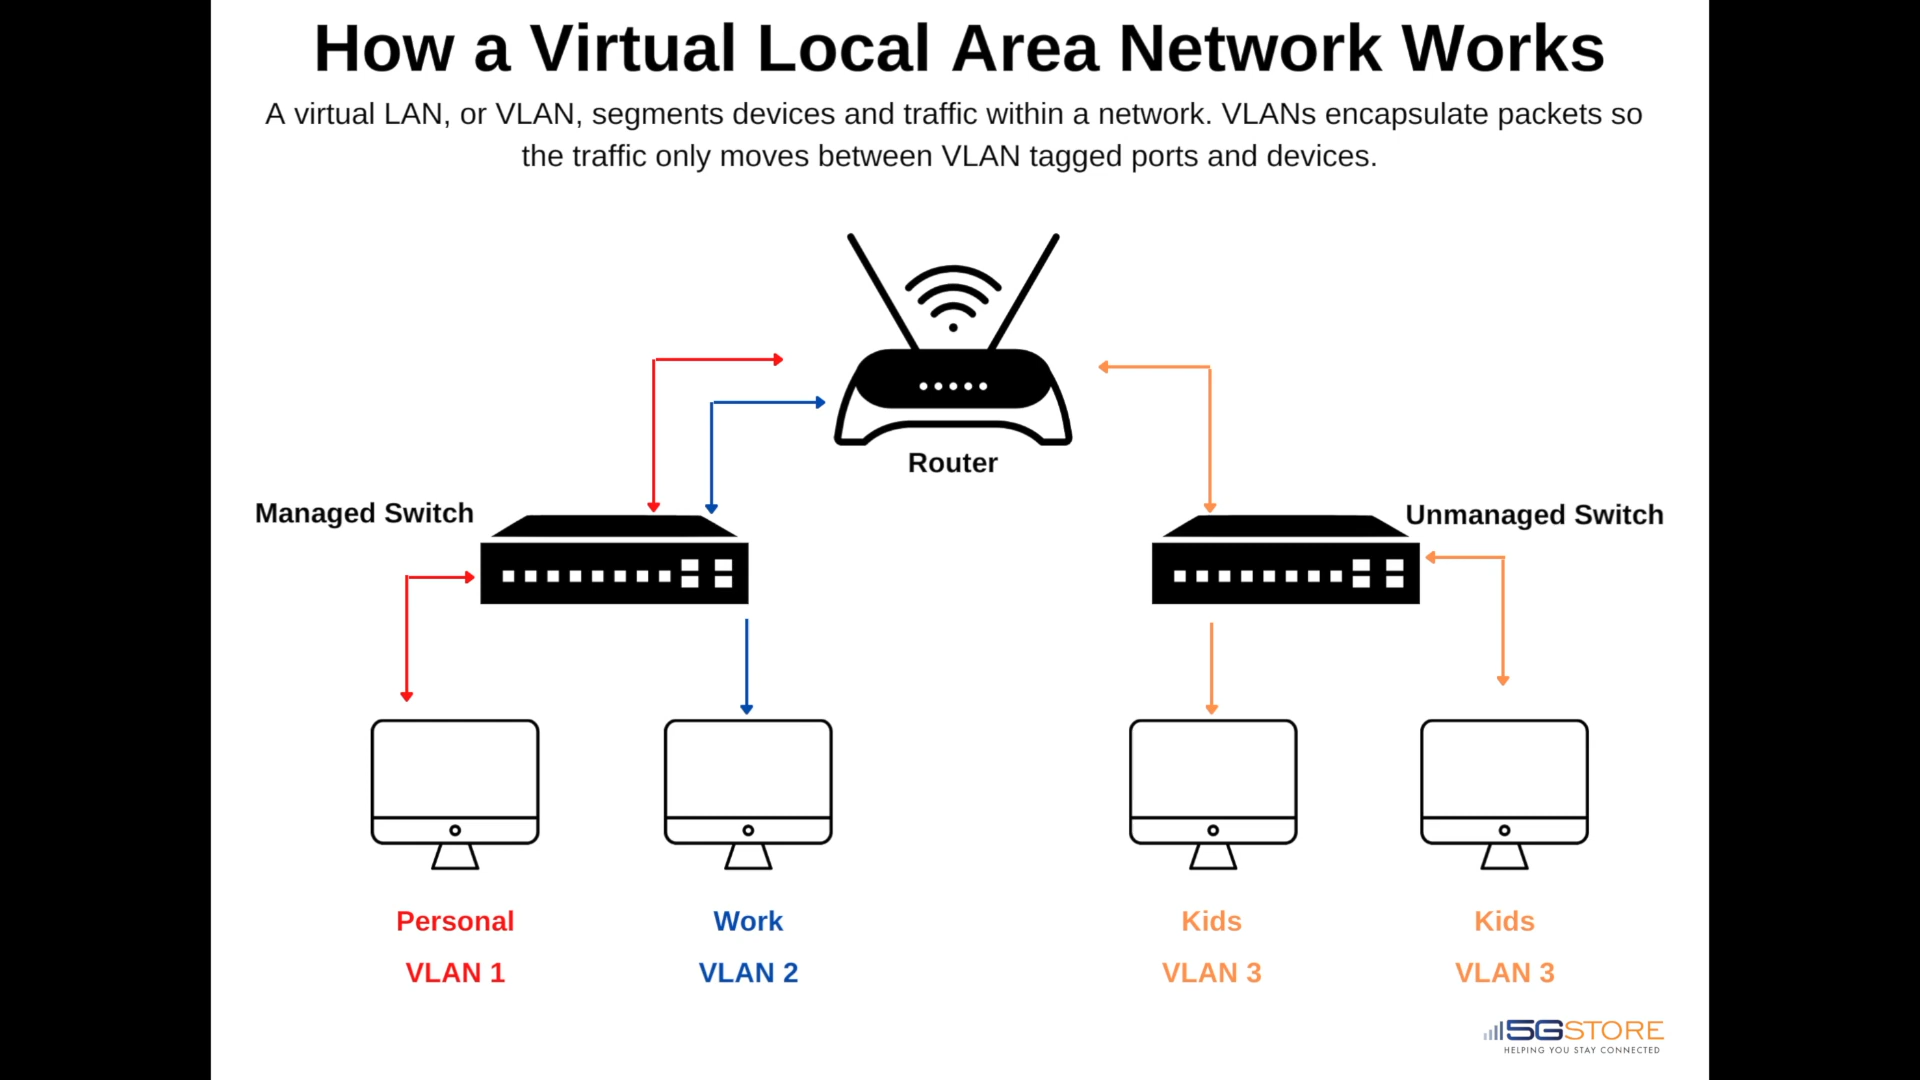 How a Virtual Local Area Network Works
A virtual LAN, or VLAN, segments devices and traffic within a network. VLANs encapsulate packets so
the traffic only moves between VLAN tagged ports and devices.
Router
Managed Switch
Unmanaged Switch
Personal
VLAN 1
Work
VLAN 2
Kids
VLAN 3
Kids
VLAN 3
5GSTORE
HELPING YOU STAY CONNECTED